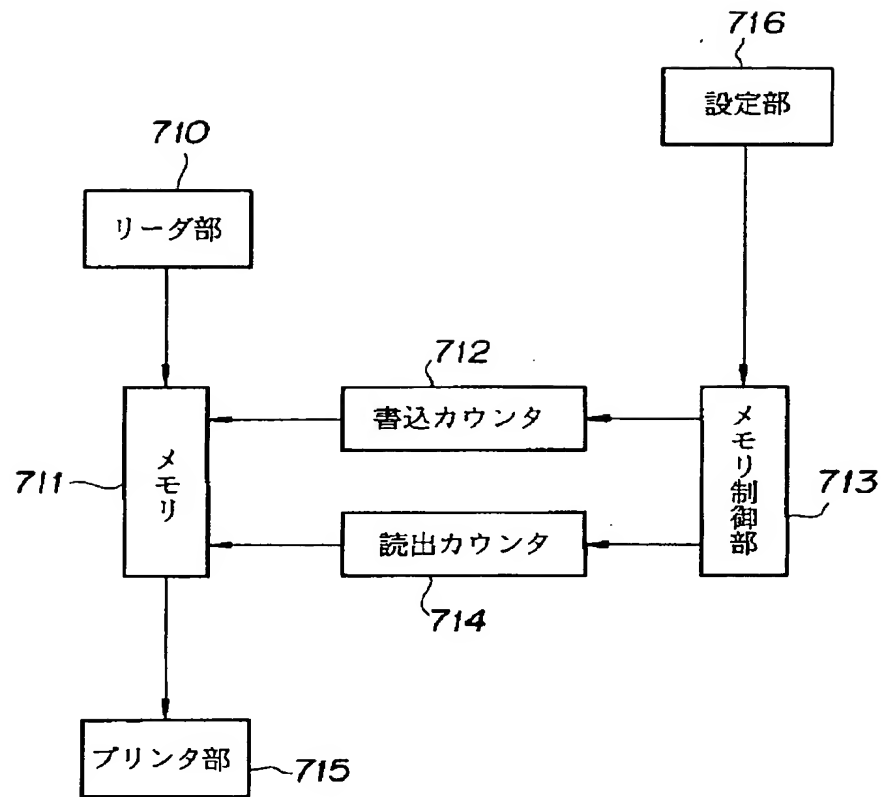 716
設定部
710
リーダ部
712
書込カウンタ
メモリ制御部
713
711
メモリ
読出カウンタ
714
プリンタ部
715